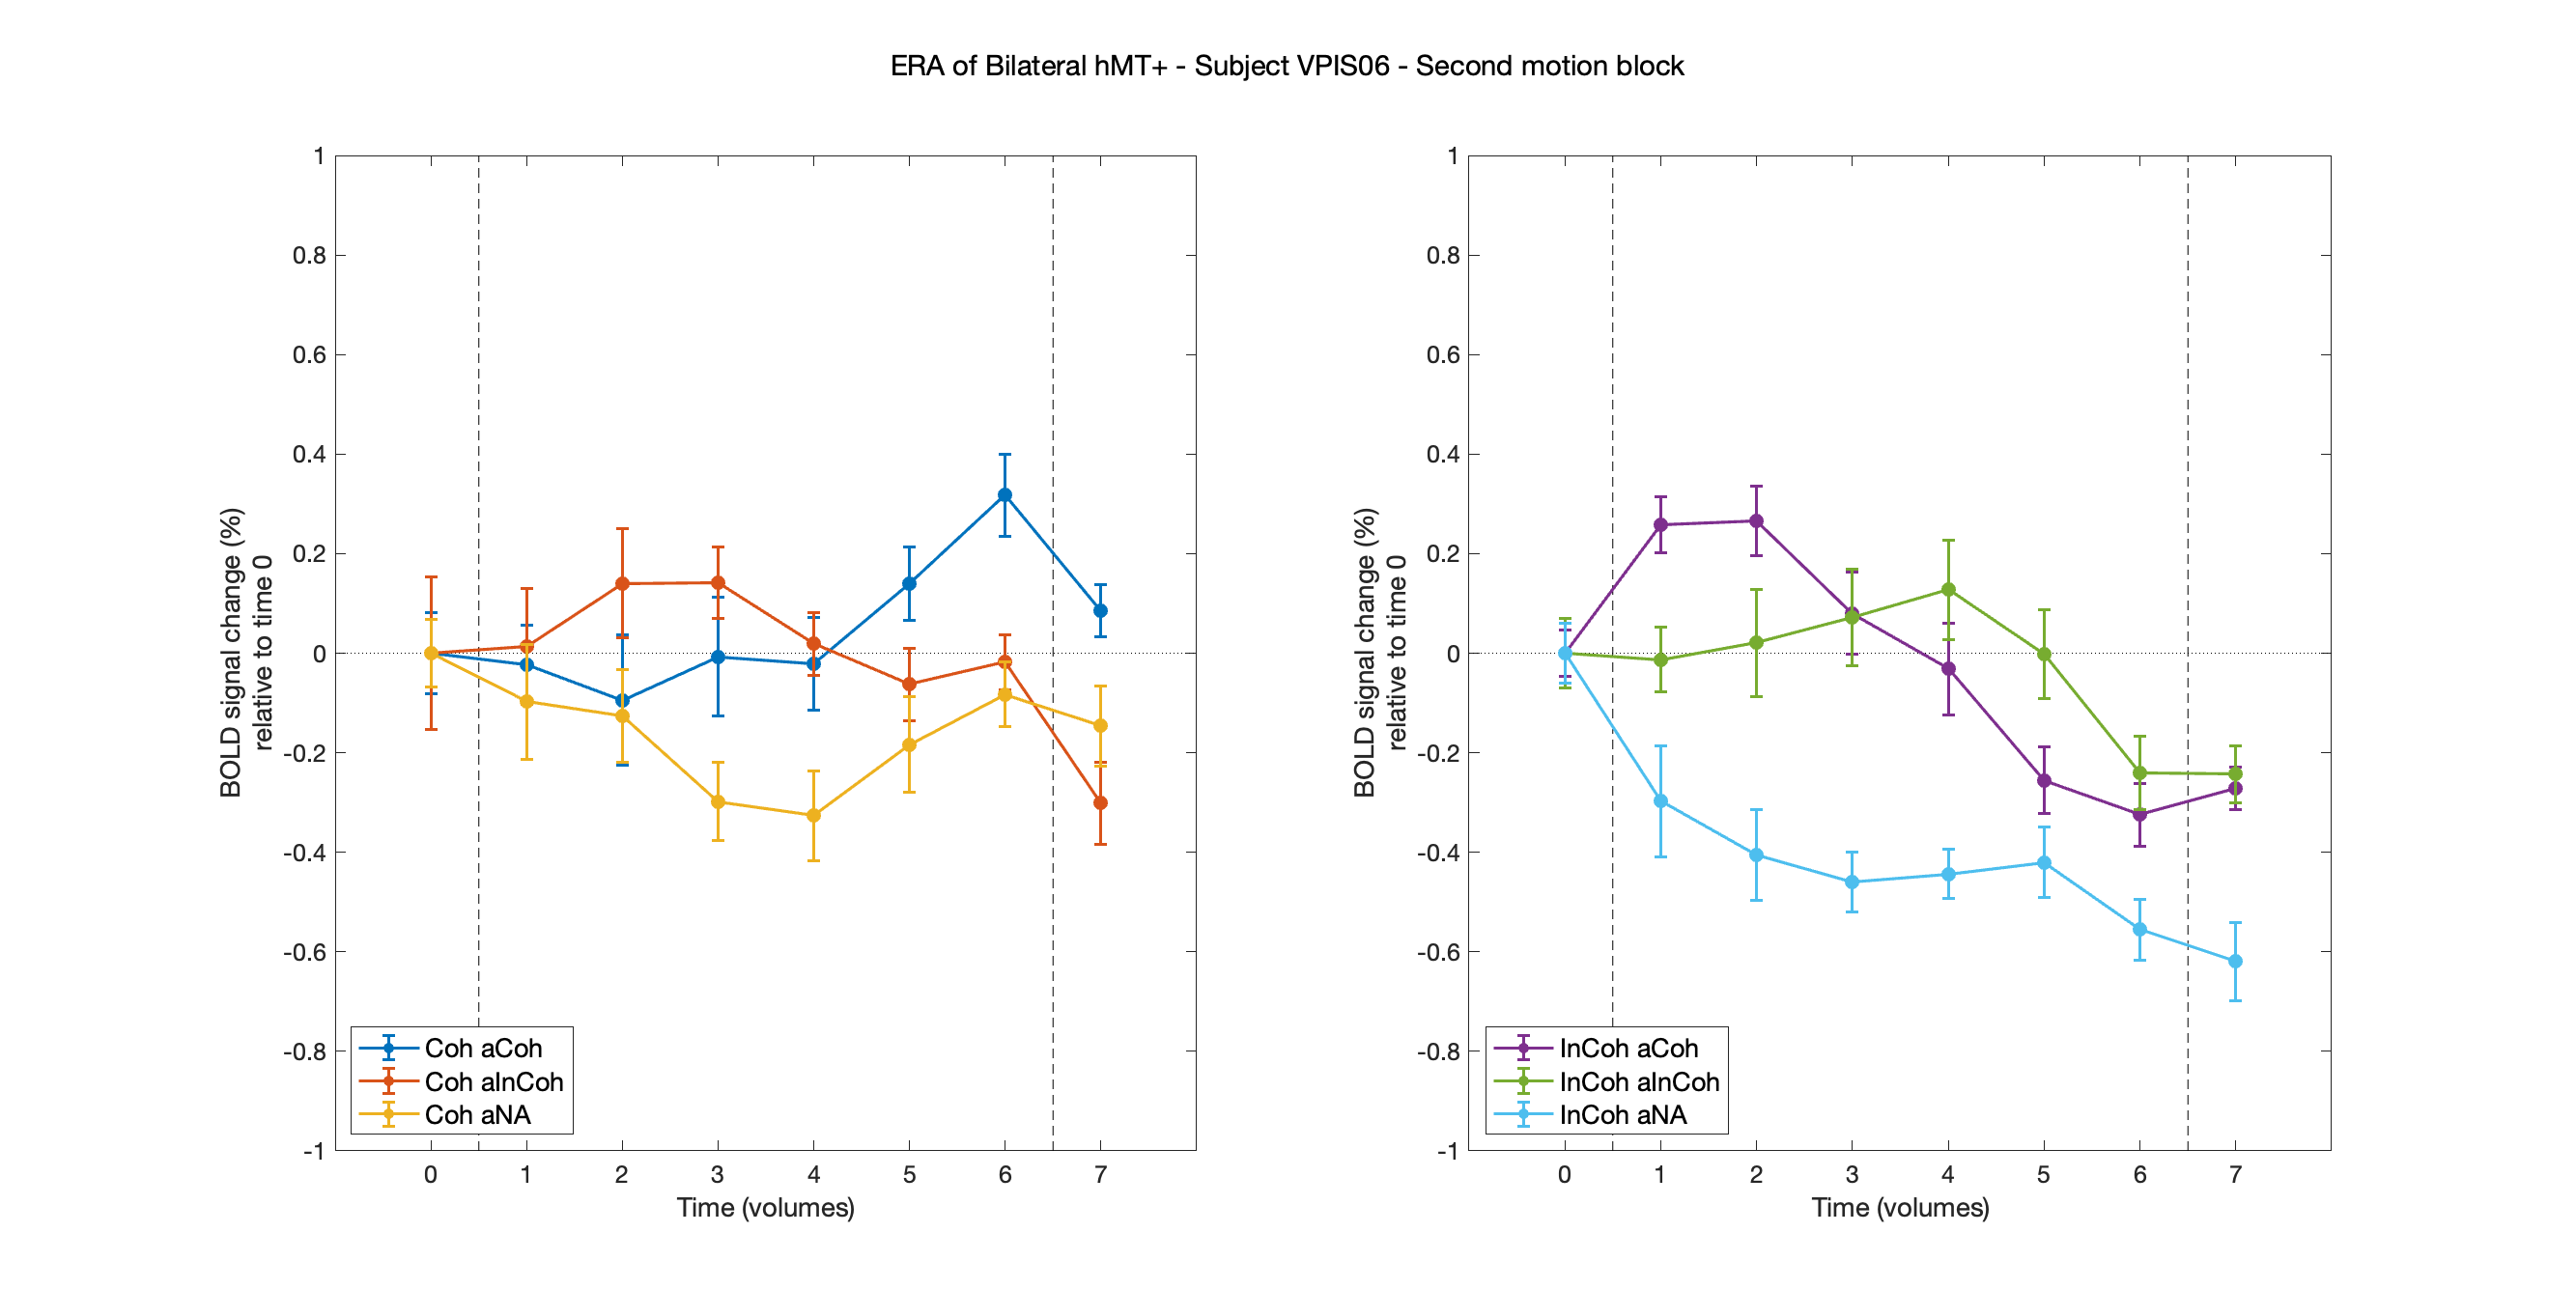 ERA of Bilateral hMT+ - Subject VPIS06 - Second motion block
1
0.8
0.6
0.4
0.2
0
-0.2
-0.4
-0.6
-0.8
-1
BOLD signal change (%)
relative to time 0
0 1 2 3 4 5 6 7
Time (volumes)
Coh aCoh
Coh aInCoh
Coh aNA
1
0.8
0.6
0.4
0.2
0
-0.2
-0.4
-0.6
-0.8
-1
BOLD signal change (%)
relative to time 0
0 1 2 3 4 5 6 7
Time (volumes)
InCoh aCoh
InCoh aInCoh
InCoh aNA